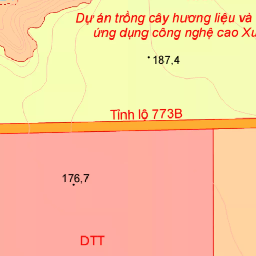 Dự án trồng cây hương liệu và
ứng dụng công nghệ cao Xu
187,4
Tỉnh lộ 773B
176,7
DTT